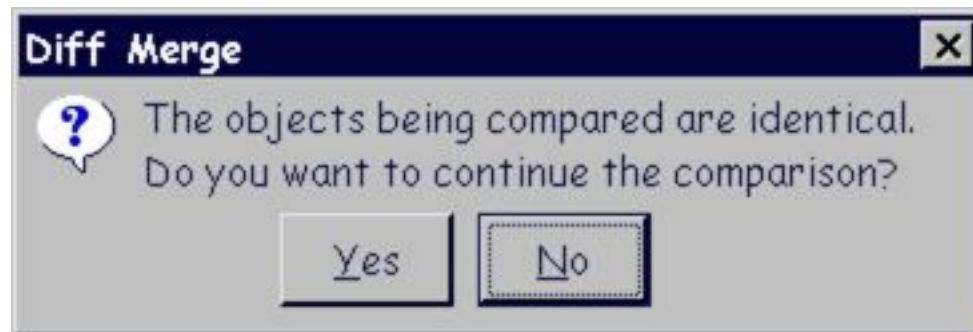 Diff Merge
The objects being compared are identical.
Do you want to continue the comparison?
Yes No